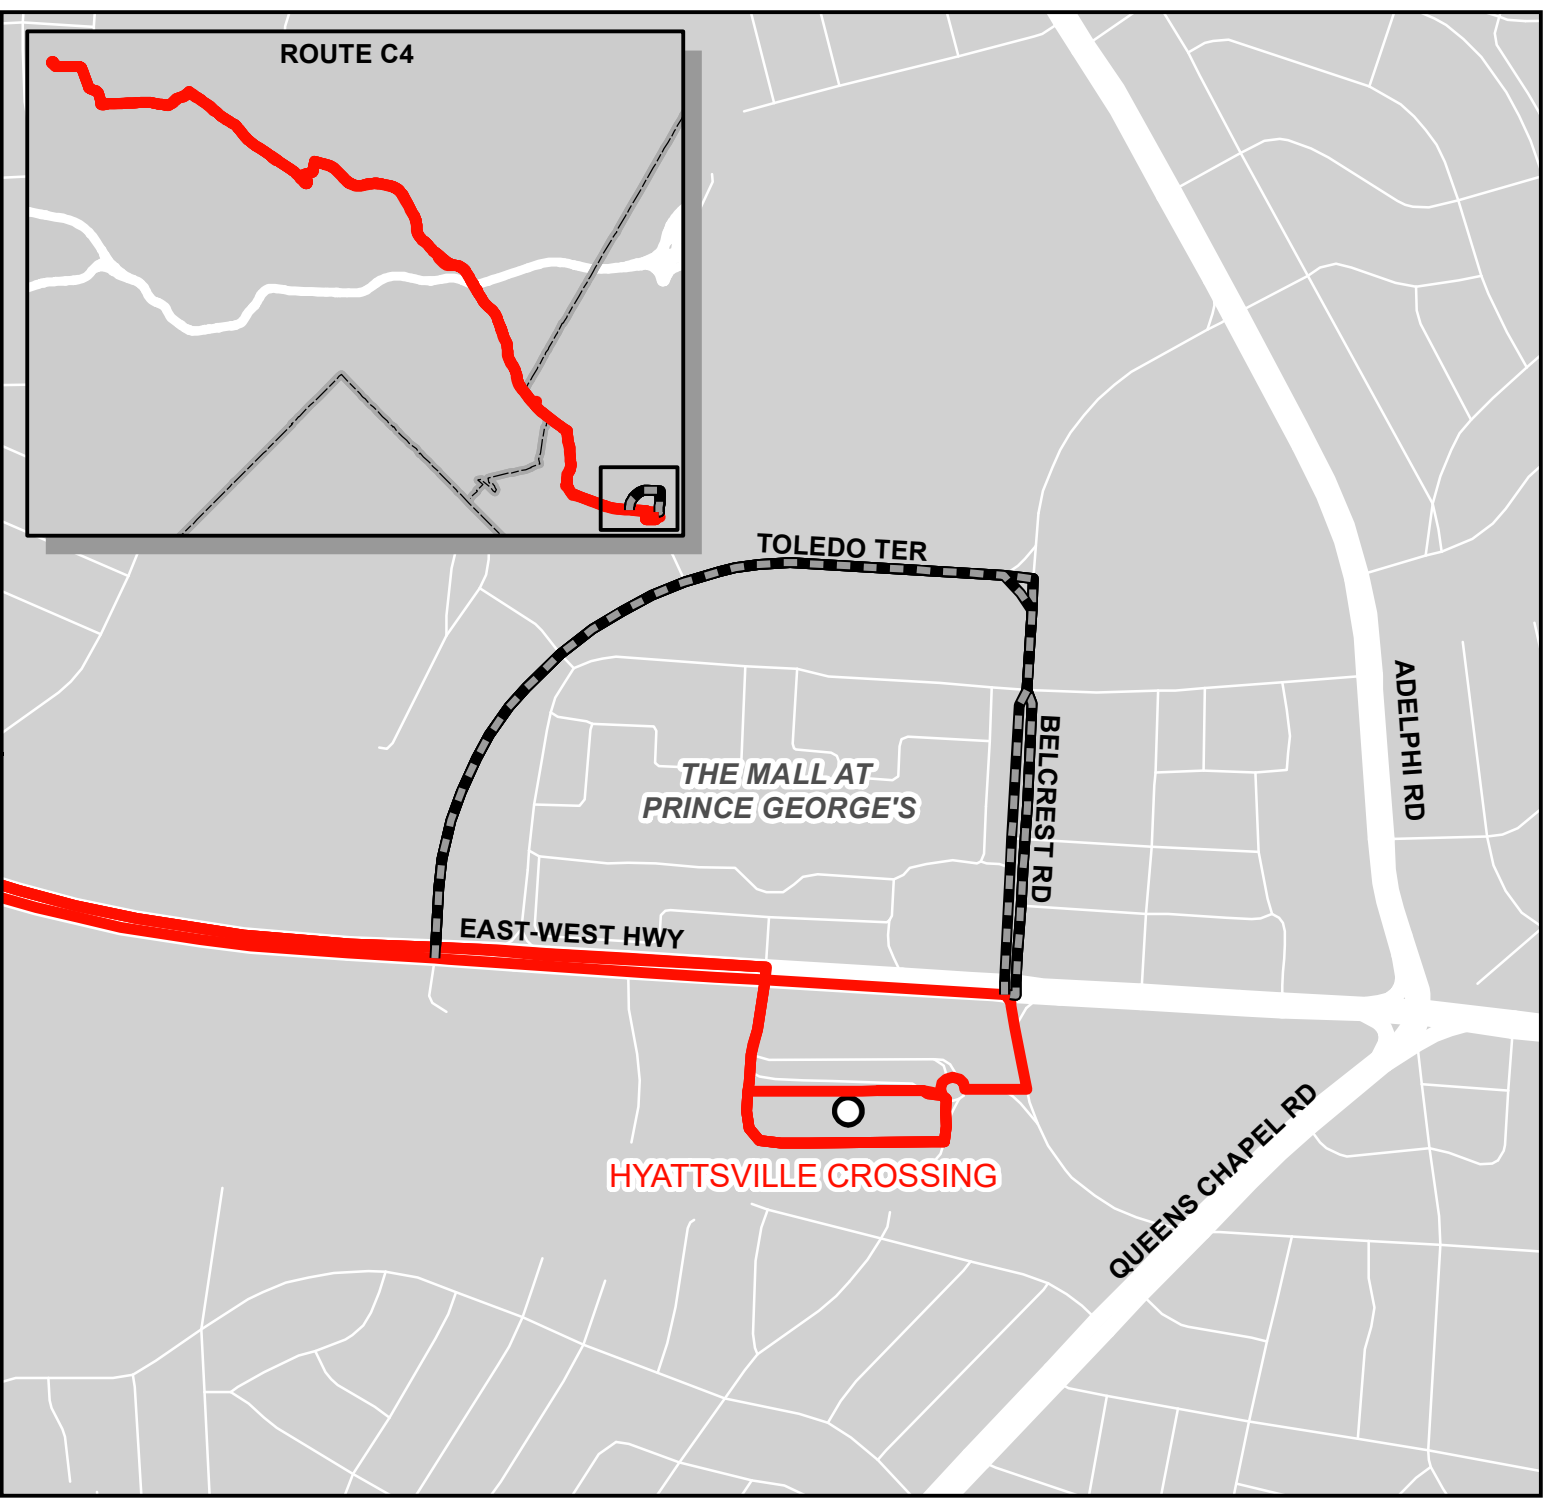 ROUTE C4
TOLEDO TER
ADELPHI RD
BELCREST RD
THE MALL AT
PRINCE GEORGE'S
EAST-WEST HWY
HYATTSVILLE CROSSING
QUEENS CHAPEL RD